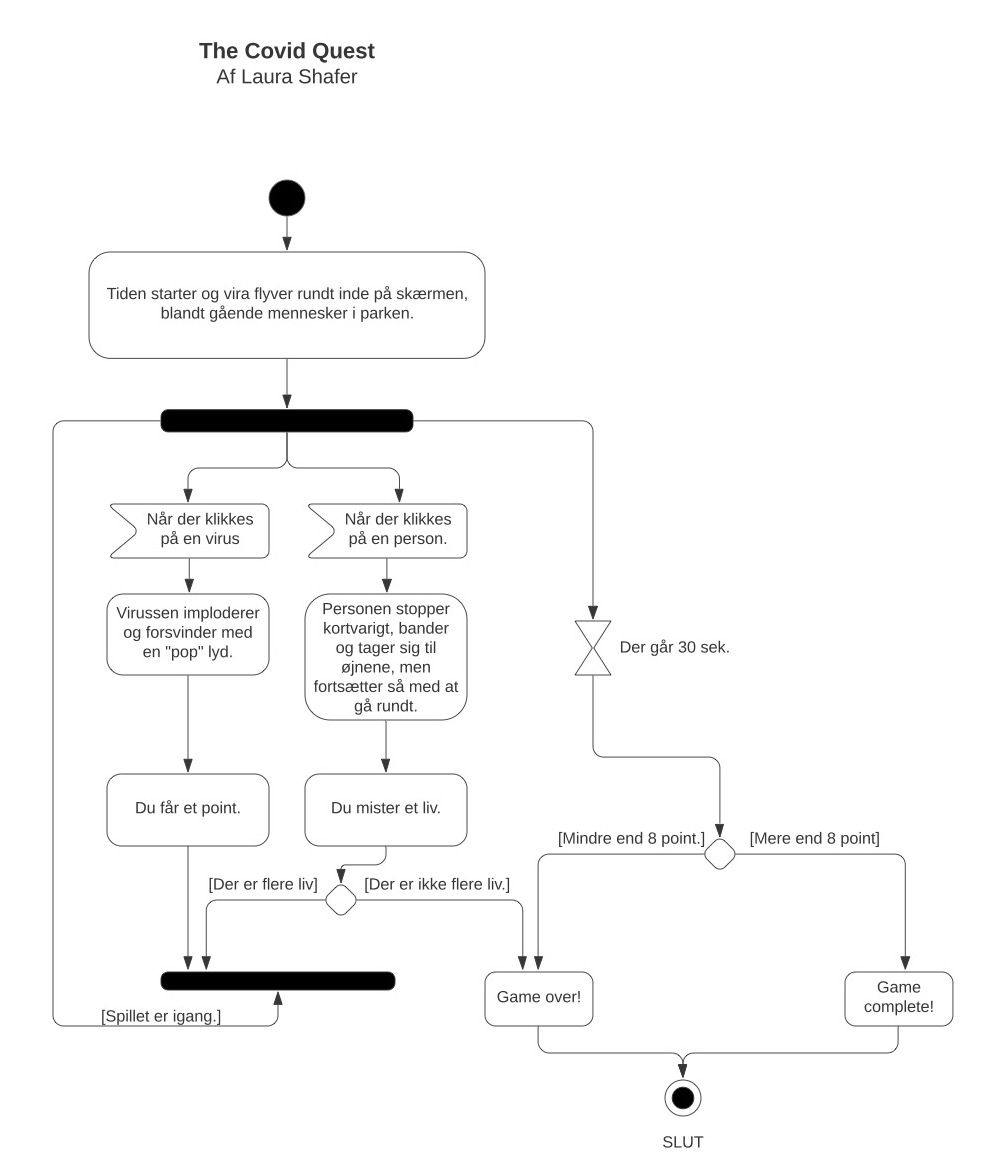 The Covid Quest
Af Laura Shafer
Tiden starter og vira flyver rundt inde på skærmen,
blandt gående mennesker i parken.
Når der klikkes
på en virus
Når der klikkes
på en person.
Virussen imploderer
og forsvinder med
en "pop" lyd.
Personen stopper
kortvarigt, bander
og tager sig til
øjnene, men
fortsætter så med at
gå rundt.
Der går 30 sek.
Du får et point.
Du mister et liv.
[Mindre end 8 point.]
[Mere end 8 point]
[Der er flere liv]
[Der er ikke flere liv.]
Game over!
Game
complete!
[Spillet er igang.]
SLUT